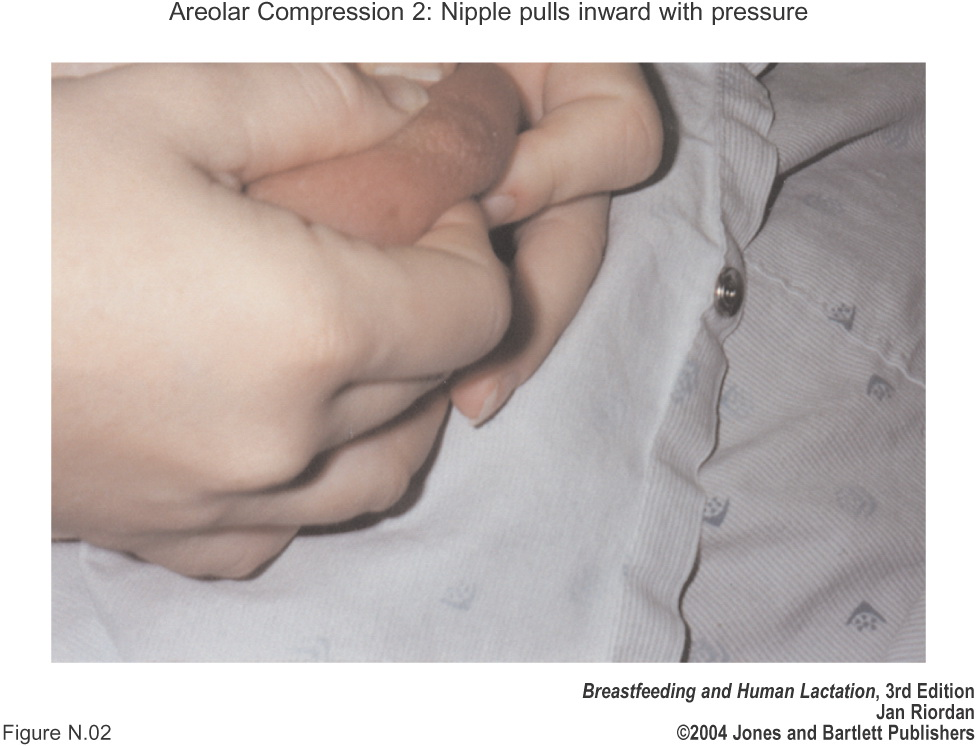 Areolar Compression 2: Nipple pulls inward with pressure
Breastfeeding and Human Lactation, 3rd Edition
Jan Riordan
Figure N.02
©2004 Jones and Bartlett Publishers